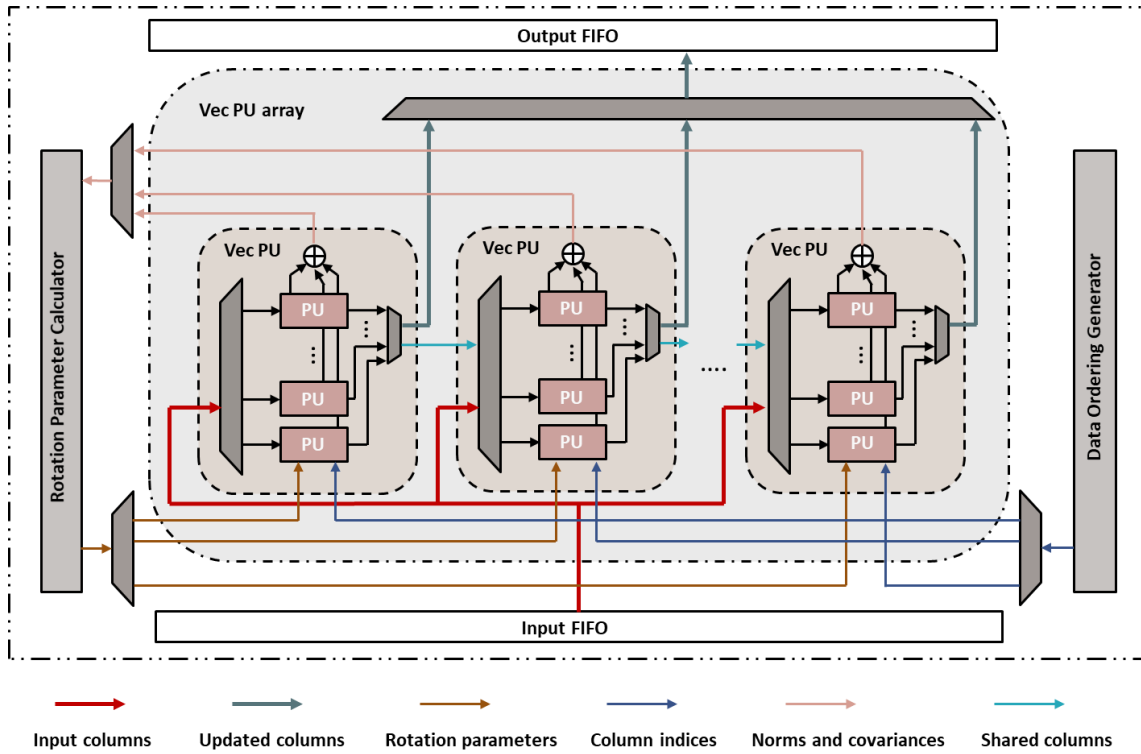 Output FIFO
Vec PU array
Rotation Parameter Calculator
Data Ordering Generator
Vec PU
PU
...
PU
PU
Vec PU
PU
...
PU
PU
....
Vec PU
PU
...
PU
PU
Input FIFO
Input columns
Updated columns
Rotation parameters
Column indices
Norms and covariances
Shared columns